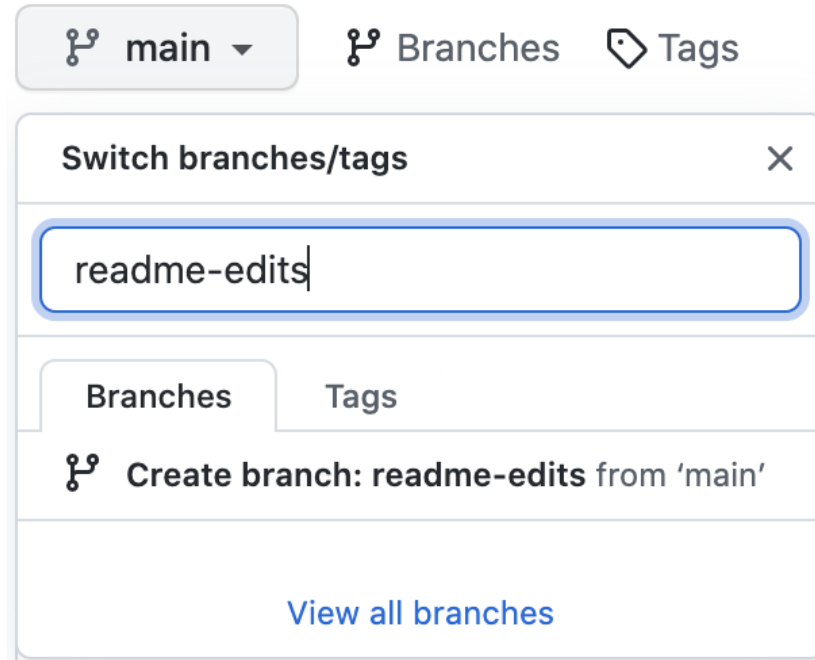 main Branches Tags
Switch branches/tags
readme-edits
Branches Tags
Create branch: readme-edits from ‘main’
View all branches